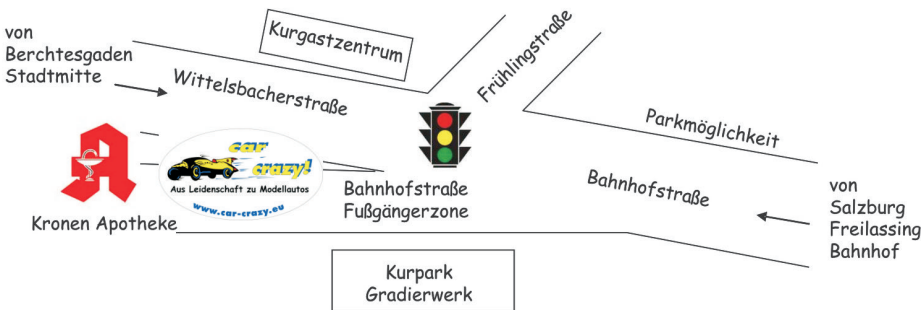 von
Berchtesgaden
Stadtmitte
Kurgastzentrum
Frühlingstraße
Wittelsbacherstraße
Parkmöglichkeit
car
crazy!
Aus Leidenschaft zu Modellautos
www.car-crazy.eu
Kronen Apotheke
Bahnhofstraße
Fußgängerzone
Bahnhofstraße
von
Salzburg
Freilassing
Bahnhof
Kurpark
Gradierwerk